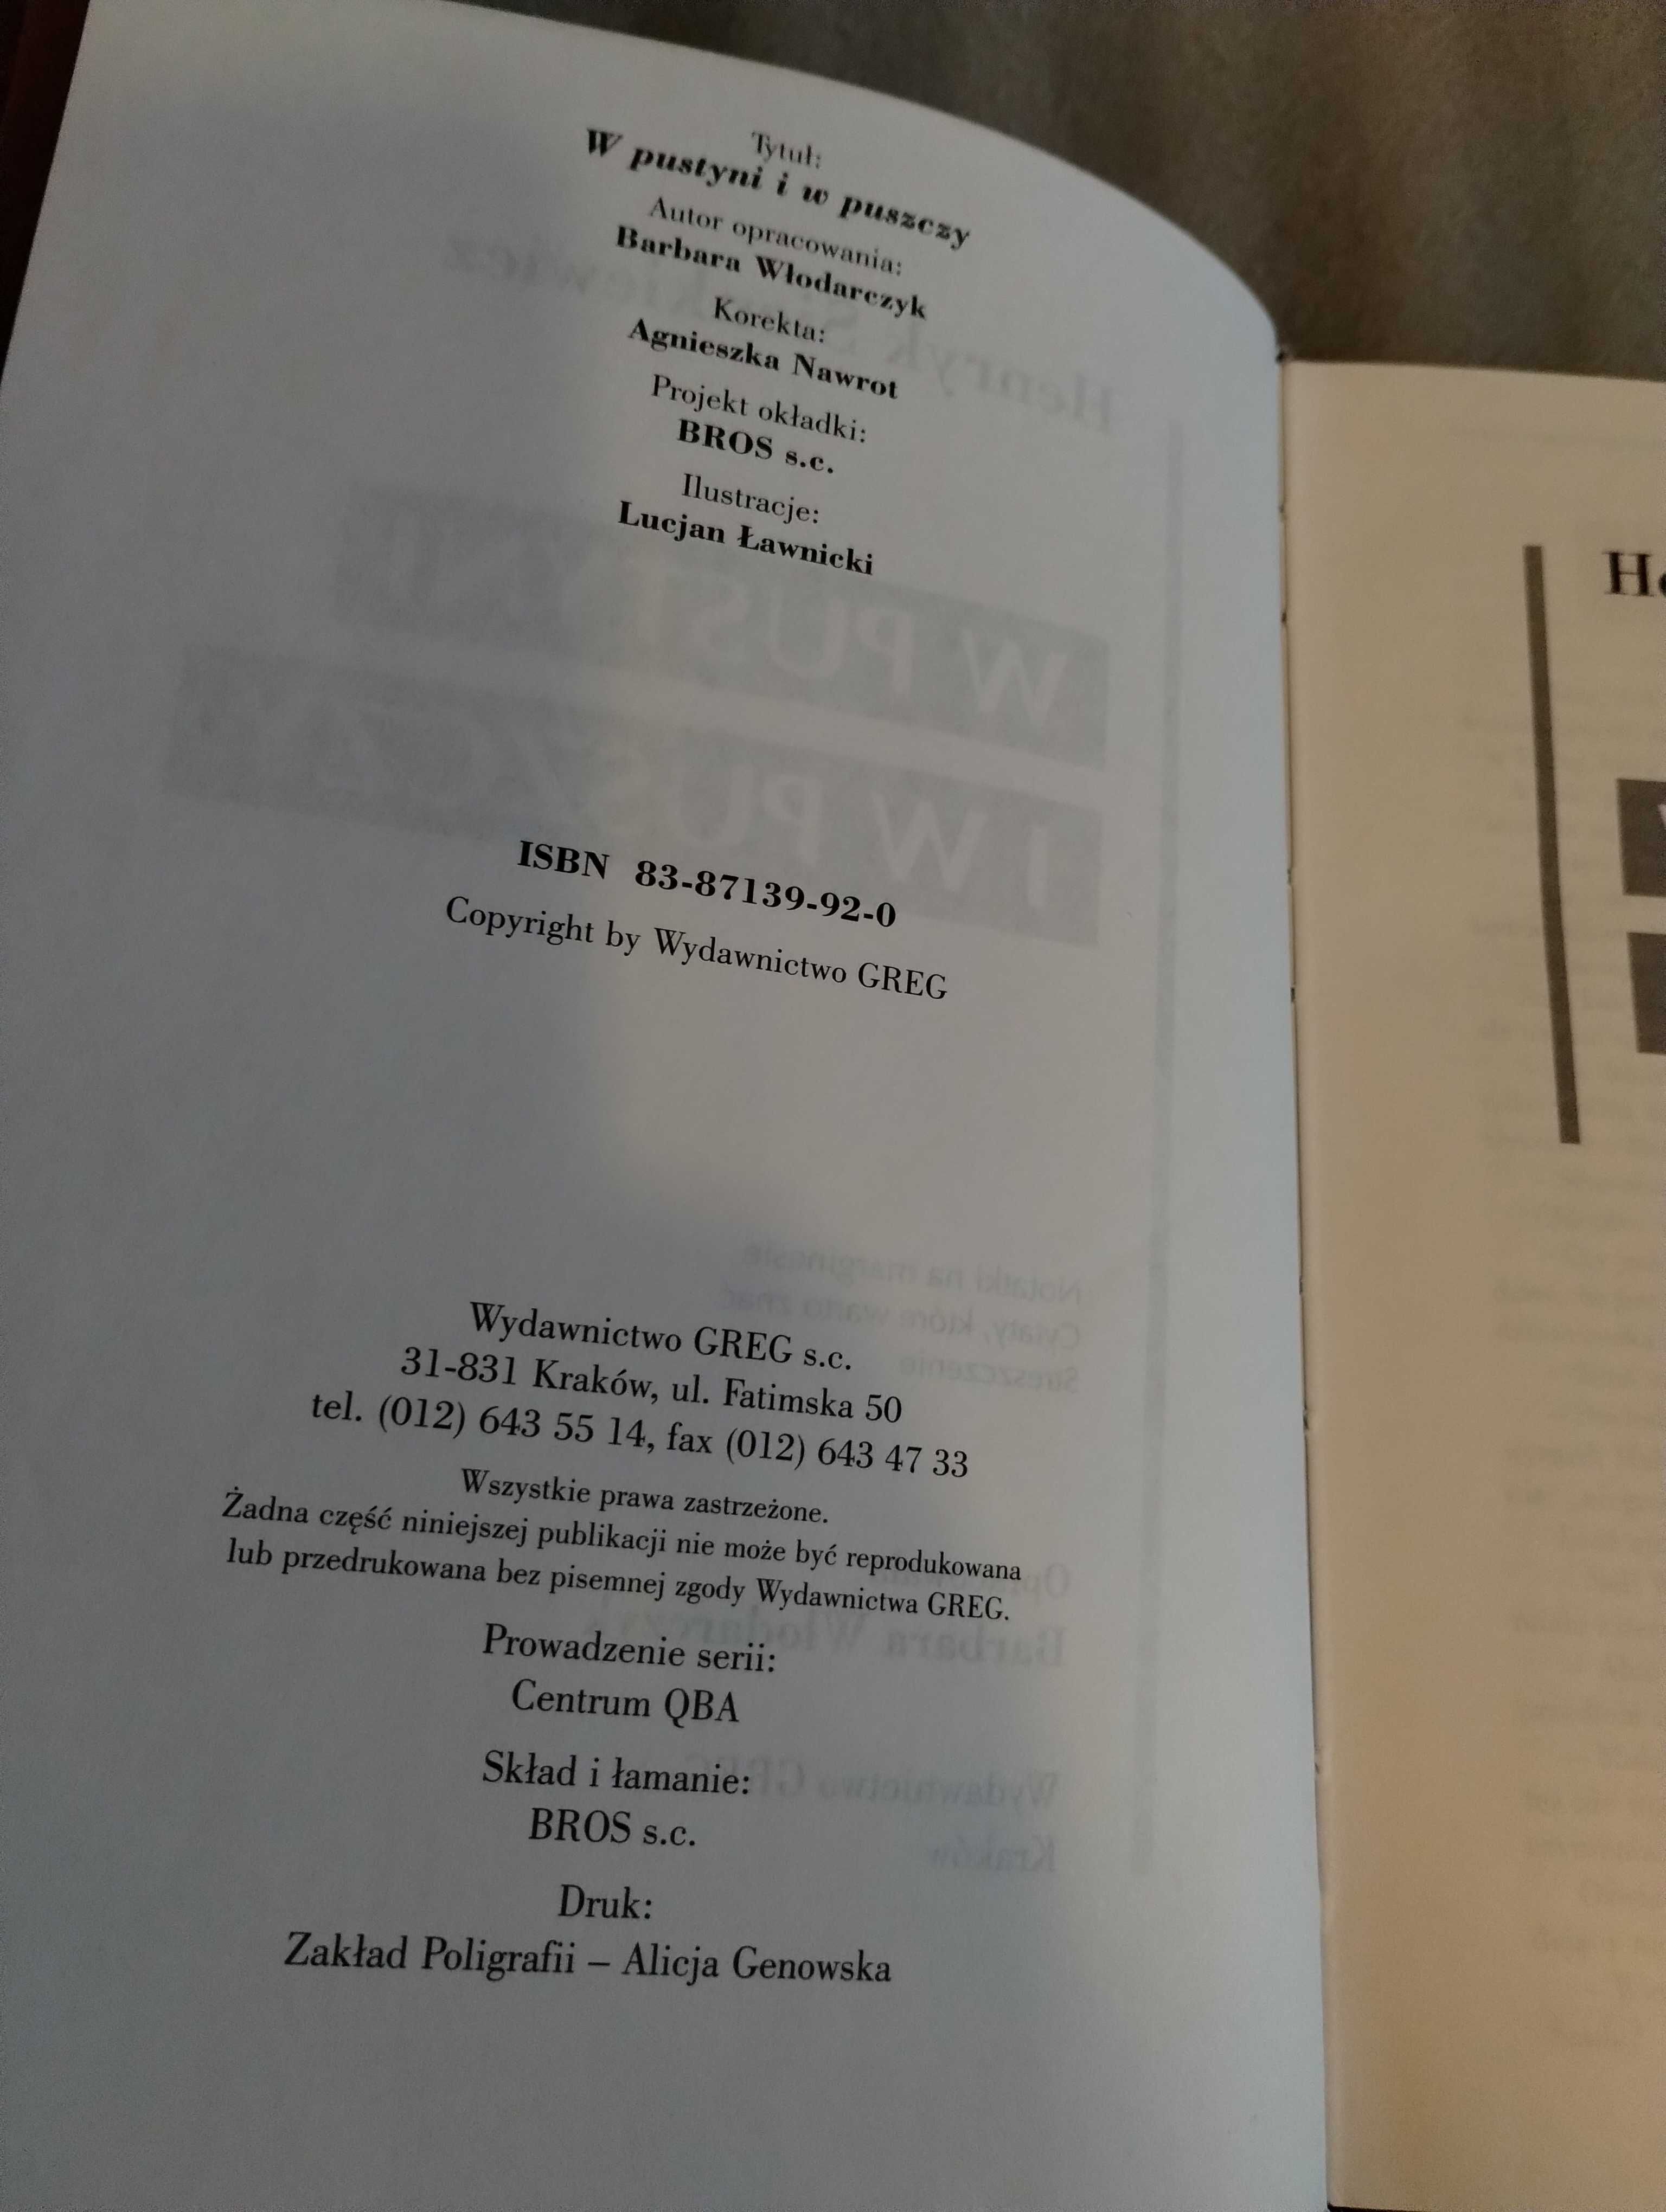 Tytuł:
W pustyni i w puszczy
Autor opracowania:
Barbara Włodarczyk
Korekta:
Agnieszka Nawrot
Projekt okładki:
BROS s.c.
Ilustracje:
Lucjan Ławnicki
ISBN 83-87139-92-0
Copyright by Wydawnictwo GREG
Wydawnictwo GREG s.c.
31-831 Kraków, ul. Fatimska 50
tel. (012) 643 55 14, fax (012) 643 47 33
Wszystkie prawa zastrzeżone.
Żadna część niniejszej publikacji nie może być reprodukowana
lub przedrukowana bez pisemnej zgody Wydawnictwa GREG.
Prowadzenie serii:
Centrum QBA
Skład i łamanie:
BROS s.c.
Druk:
Zakład Poligrafii – Alicja Genowska